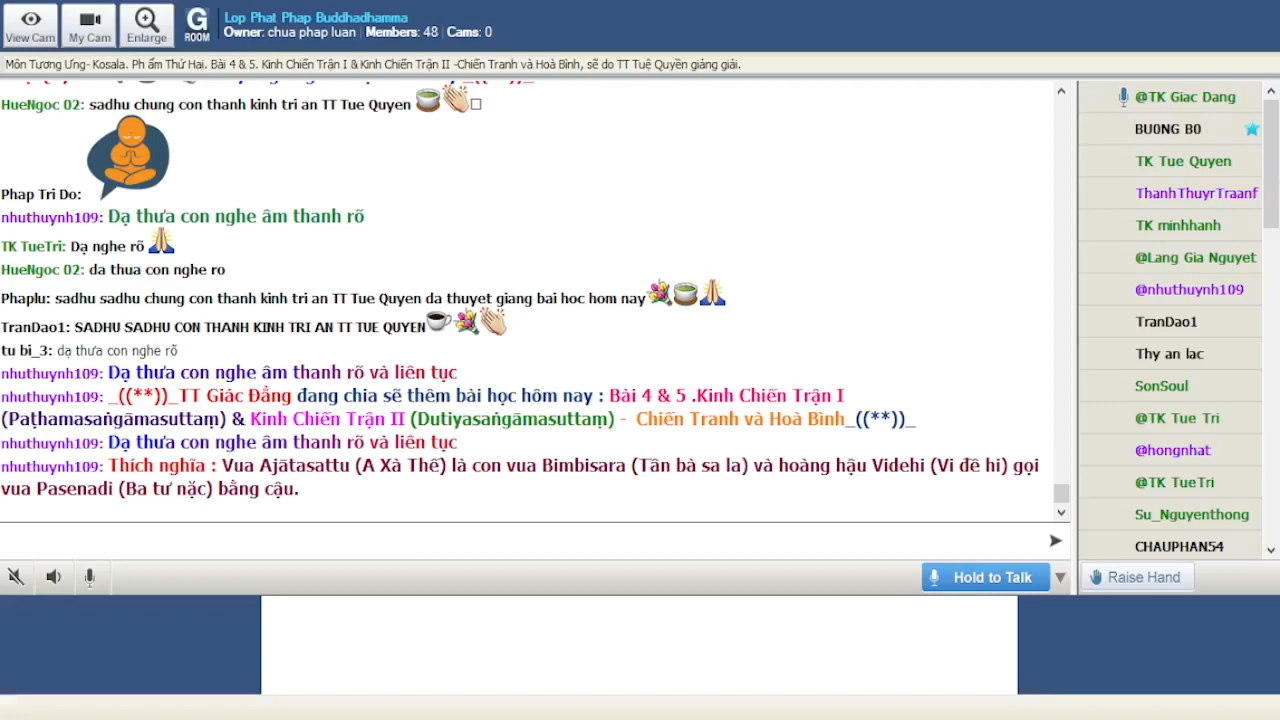 View Cam
My Cam
Enlarge
G
ROOM
Lop Phat Phap Buddhadhamma
Owner: chua phap luan | Members: 48 | Cams: 0
Môn Tương Ưng- Kosala. Ph ẩm Thứ Hai. Bài 4 & 5. Kinh Chiến Trận I & Kinh Chiến Trận II -Chiến Tranh và Hoà Bình, sẽ do TT Tuệ Quyền giảng giải.
HueNgoc 02: sadhu chung con thanh kinh tri an TT Tue Quyen
Phap Tri Do:
nhuthuynh109: Dạ thưa con nghe âm thanh rõ
TK TueTri: Dạ nghe rõ
HueNgoc 02: da thua con nghe ro
Phaplu: sadhu sadhu chung con thanh kinh tri an TT Tue Quyen da thuyet giang bai hoc hom nay
TranDao1: SADHU SADHU CON THANH KINH TRI AN TT TUE QUYEN
tu bi_3: dạ thưa con nghe rõ
nhuthuynh109: Dạ thưa con nghe âm thanh rõ và liên tục
nhuthuynh109: _((**))_TT Giác Đẳng đang chia sẽ thêm bài học hôm nay : Bài 4 & 5 .Kinh Chiến Trận I
(Paṭhamasaṅgāmasuttaṃ) & Kinh Chiến Trận II (Dutiyasaṅgāmasuttaṃ) - Chiến Tranh và Hoà Bình_((**))_
nhuthuynh109: Dạ thưa con nghe âm thanh rõ và liên tục
nhuthuynh109: Thích nghĩa : Vua Ajātasattu (A Xà Thế) là con vua Bimbisara (Tần bà sa la) và hoàng hậu Videhi (Vi đề hi) gọi
vua Pasenadi (Ba tư nặc) bằng cậu.
@TK Giac Dang
BU0NG B0
TK Tue Quyen
ThanhThuyrTraanf
TK minhhanh
@Lang Gia Nguyet
@nhuthuynh109
TranDao1
Thy an lac
SonSoul
@TK Tue Tri
@hongnhat
@TK TueTri
Su_Nguyenthong
CHAUPHAN54
Hold to Talk
Raise Hand